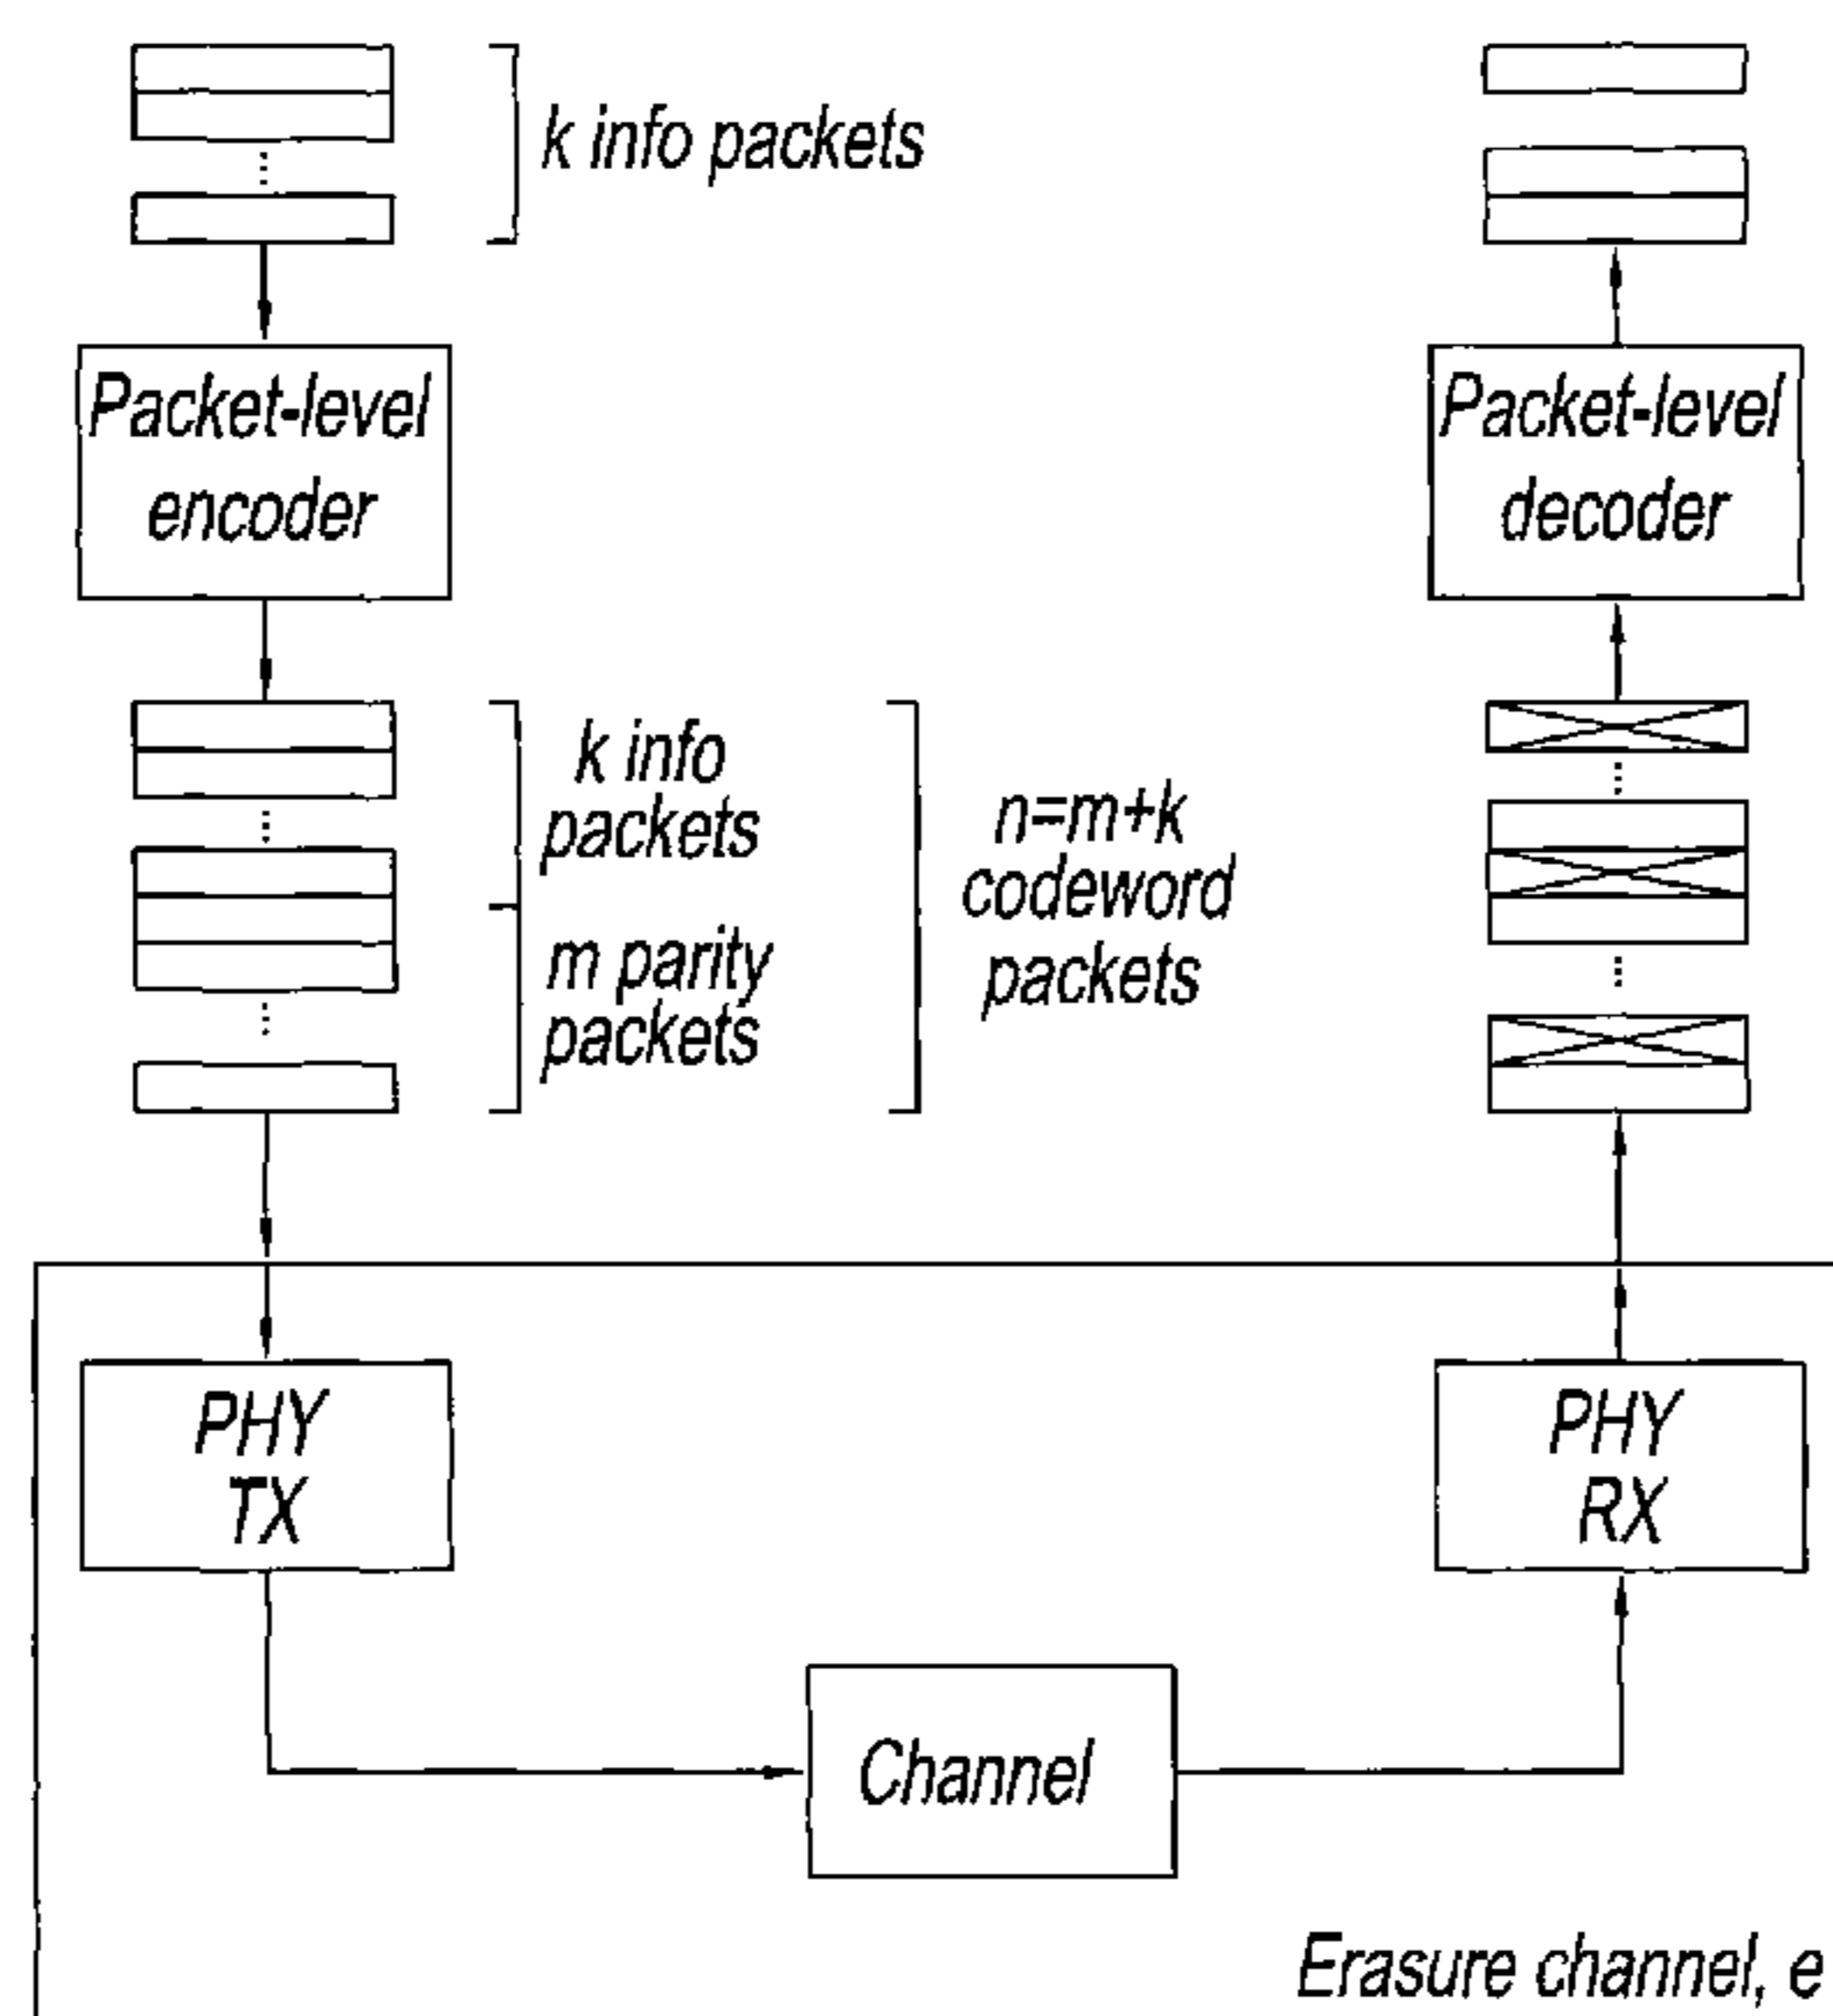 k info packets
Packet-level
encoder
Packet-level
decoder
k info
packets
m parity
packets
n=m+k
codeword
packets
PHY
TX
PHY
RX
Channel
Erasure channel, e